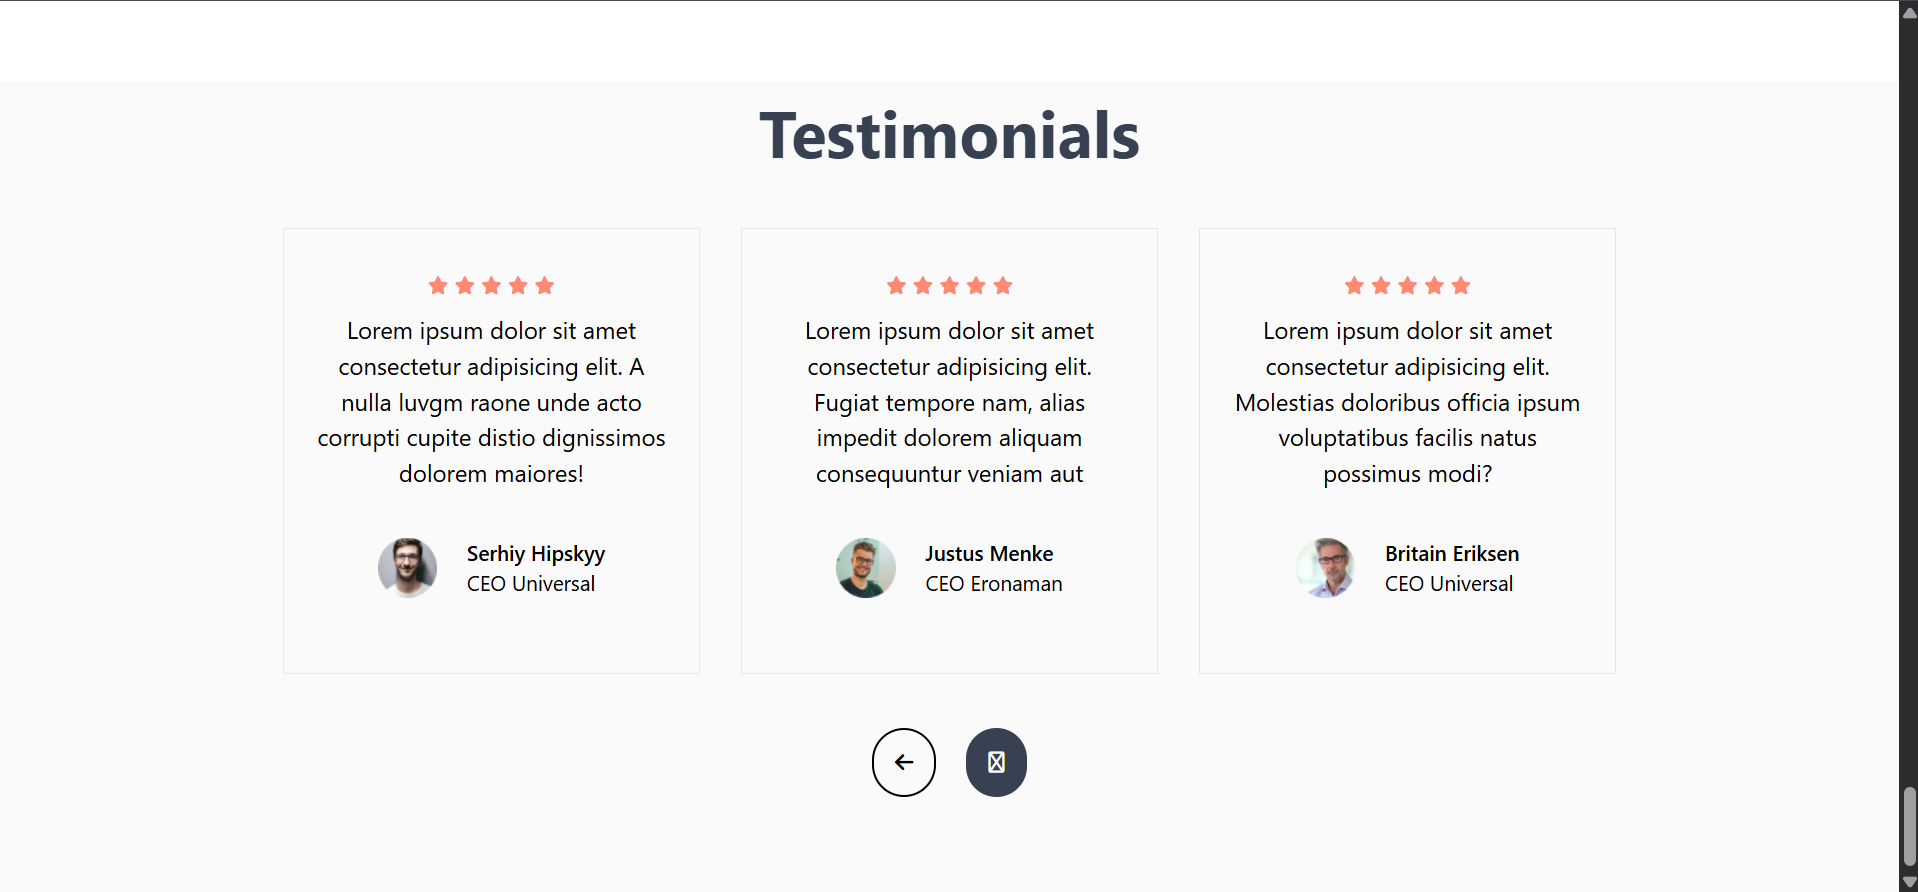 Testimonials
Lorem ipsum dolor sit amet
consectetur adipisicing elit. A
nulla luvgm raone unde acto
corrupti cupite distio dignissimos
dolorem maiores!
Serhiy Hipskyy
CEO Universal
Lorem ipsum dolor sit amet
consectetur adipisicing elit.
Fugiat tempore nam, alias
impedit dolorem aliquam
consequuntur veniam aut
Justus Menke
CEO Eronaman
Lorem ipsum dolor sit amet
consectetur adipisicing elit.
Molestias doloribus officia ipsum
voluptatibus facilis natus
possimus modi?
Britain Eriksen
CEO Universal